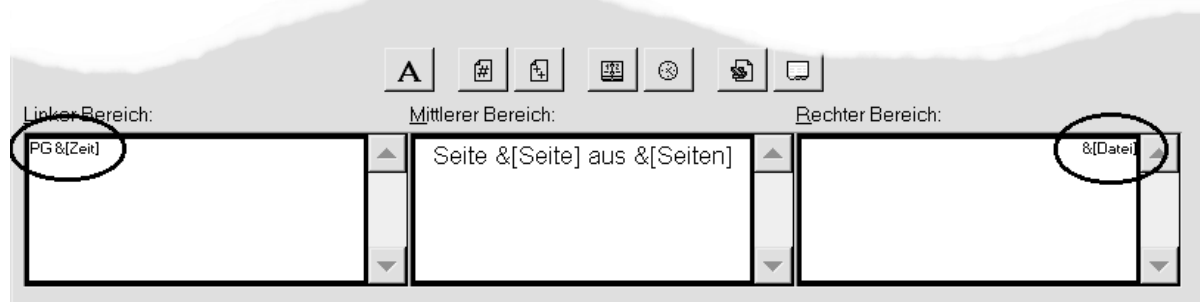 A
Linker Bereich: Mittlerer Bereich: Rechter Bereich:
PG &[Zeit] Seite &[Seite] aus &[Seiten] &[Datei]